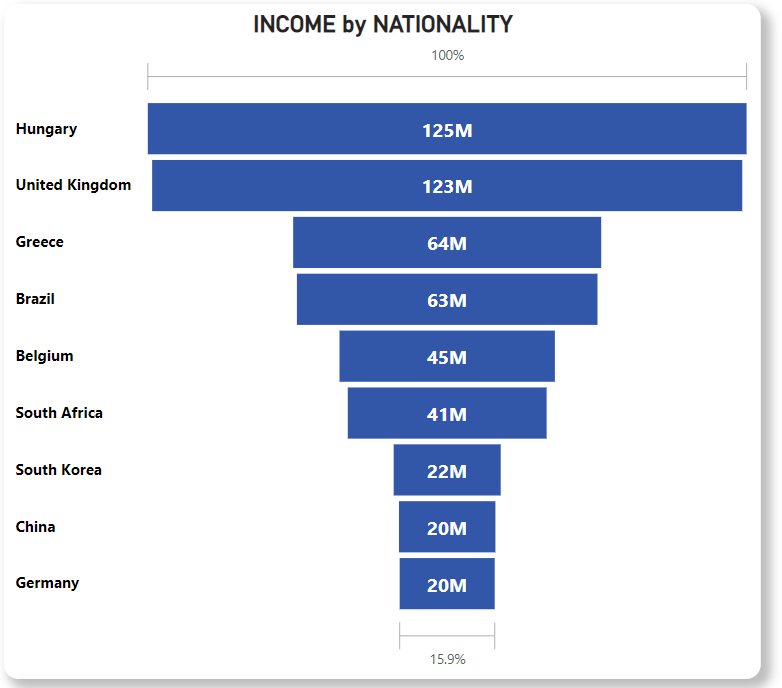 INCOME by NATIONALITY
100%
Hungary 125M
United Kingdom 123M
Greece 64M
Brazil 63M
Belgium 45M
South Africa 41M
South Korea 22M
China 20M
Germany 20M
15.9%